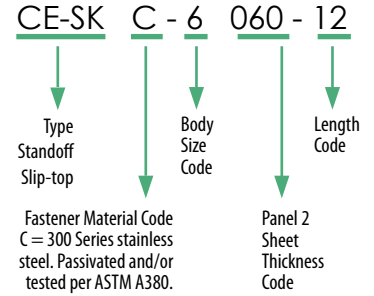 CE-SK C - 6 060 - 12
Type
Standoff
Slip-top
Body
Size
Code
Length
Code
Fastener Material Code
C = 300 Series stainless
steel. Passivated and/or
tested per ASTM A380.
Panel 2
Sheet
Thickness
Code